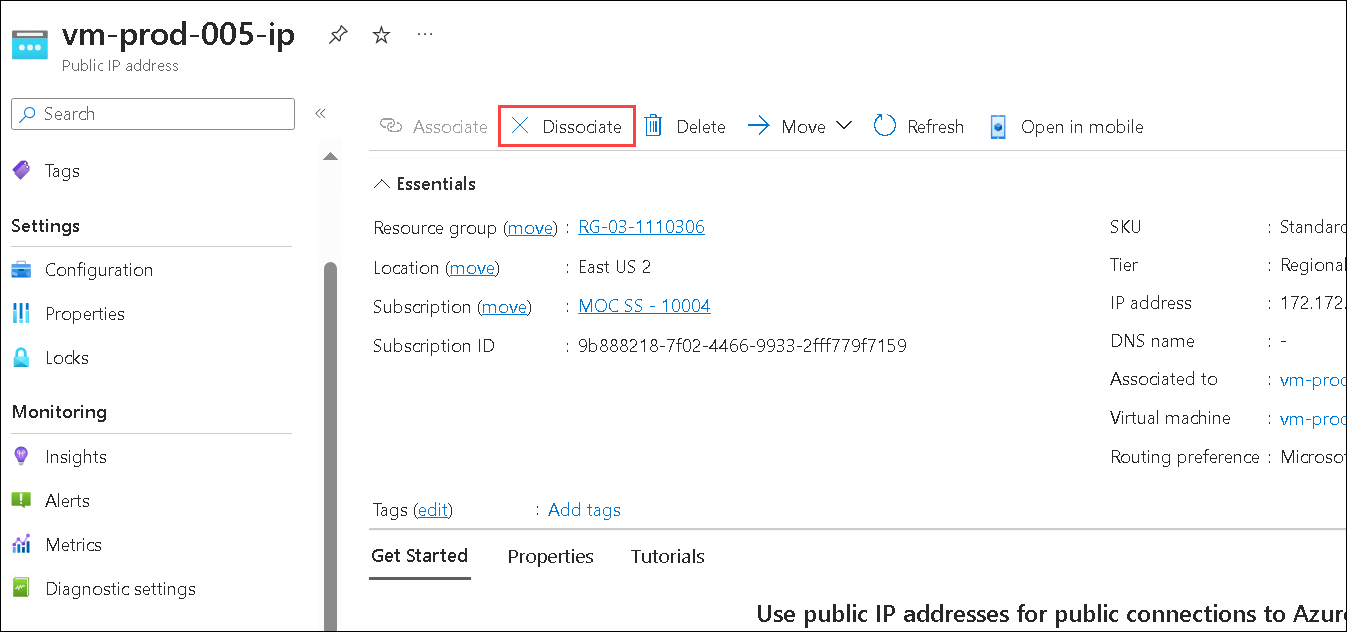 vm-prod-005-ip
...
Public IP address
Search
«
Associate
Dissociate
Delete
Move
Refresh
Open in mobile
Tags
Settings
Configuration
Properties
Locks
Monitoring
Insights
Alerts
Metrics
Diagnostic settings
Essentials
Resource group (move) : RG-03-1110306
Location (move) : East US 2
Subscription (move) : MOC SS - 10004
Subscription ID : 9b888218-7f02-4466-9933-2fff779f7159
SKU : Standard
Tier : Regional
IP address : 172.172.
DNS name : -
Associated to : vm-prod
Virtual machine : vm-prod
Routing preference : Microso
Tags (edit) : Add tags
Get Started
Properties
Tutorials
Use public IP addresses for public connections to Azur